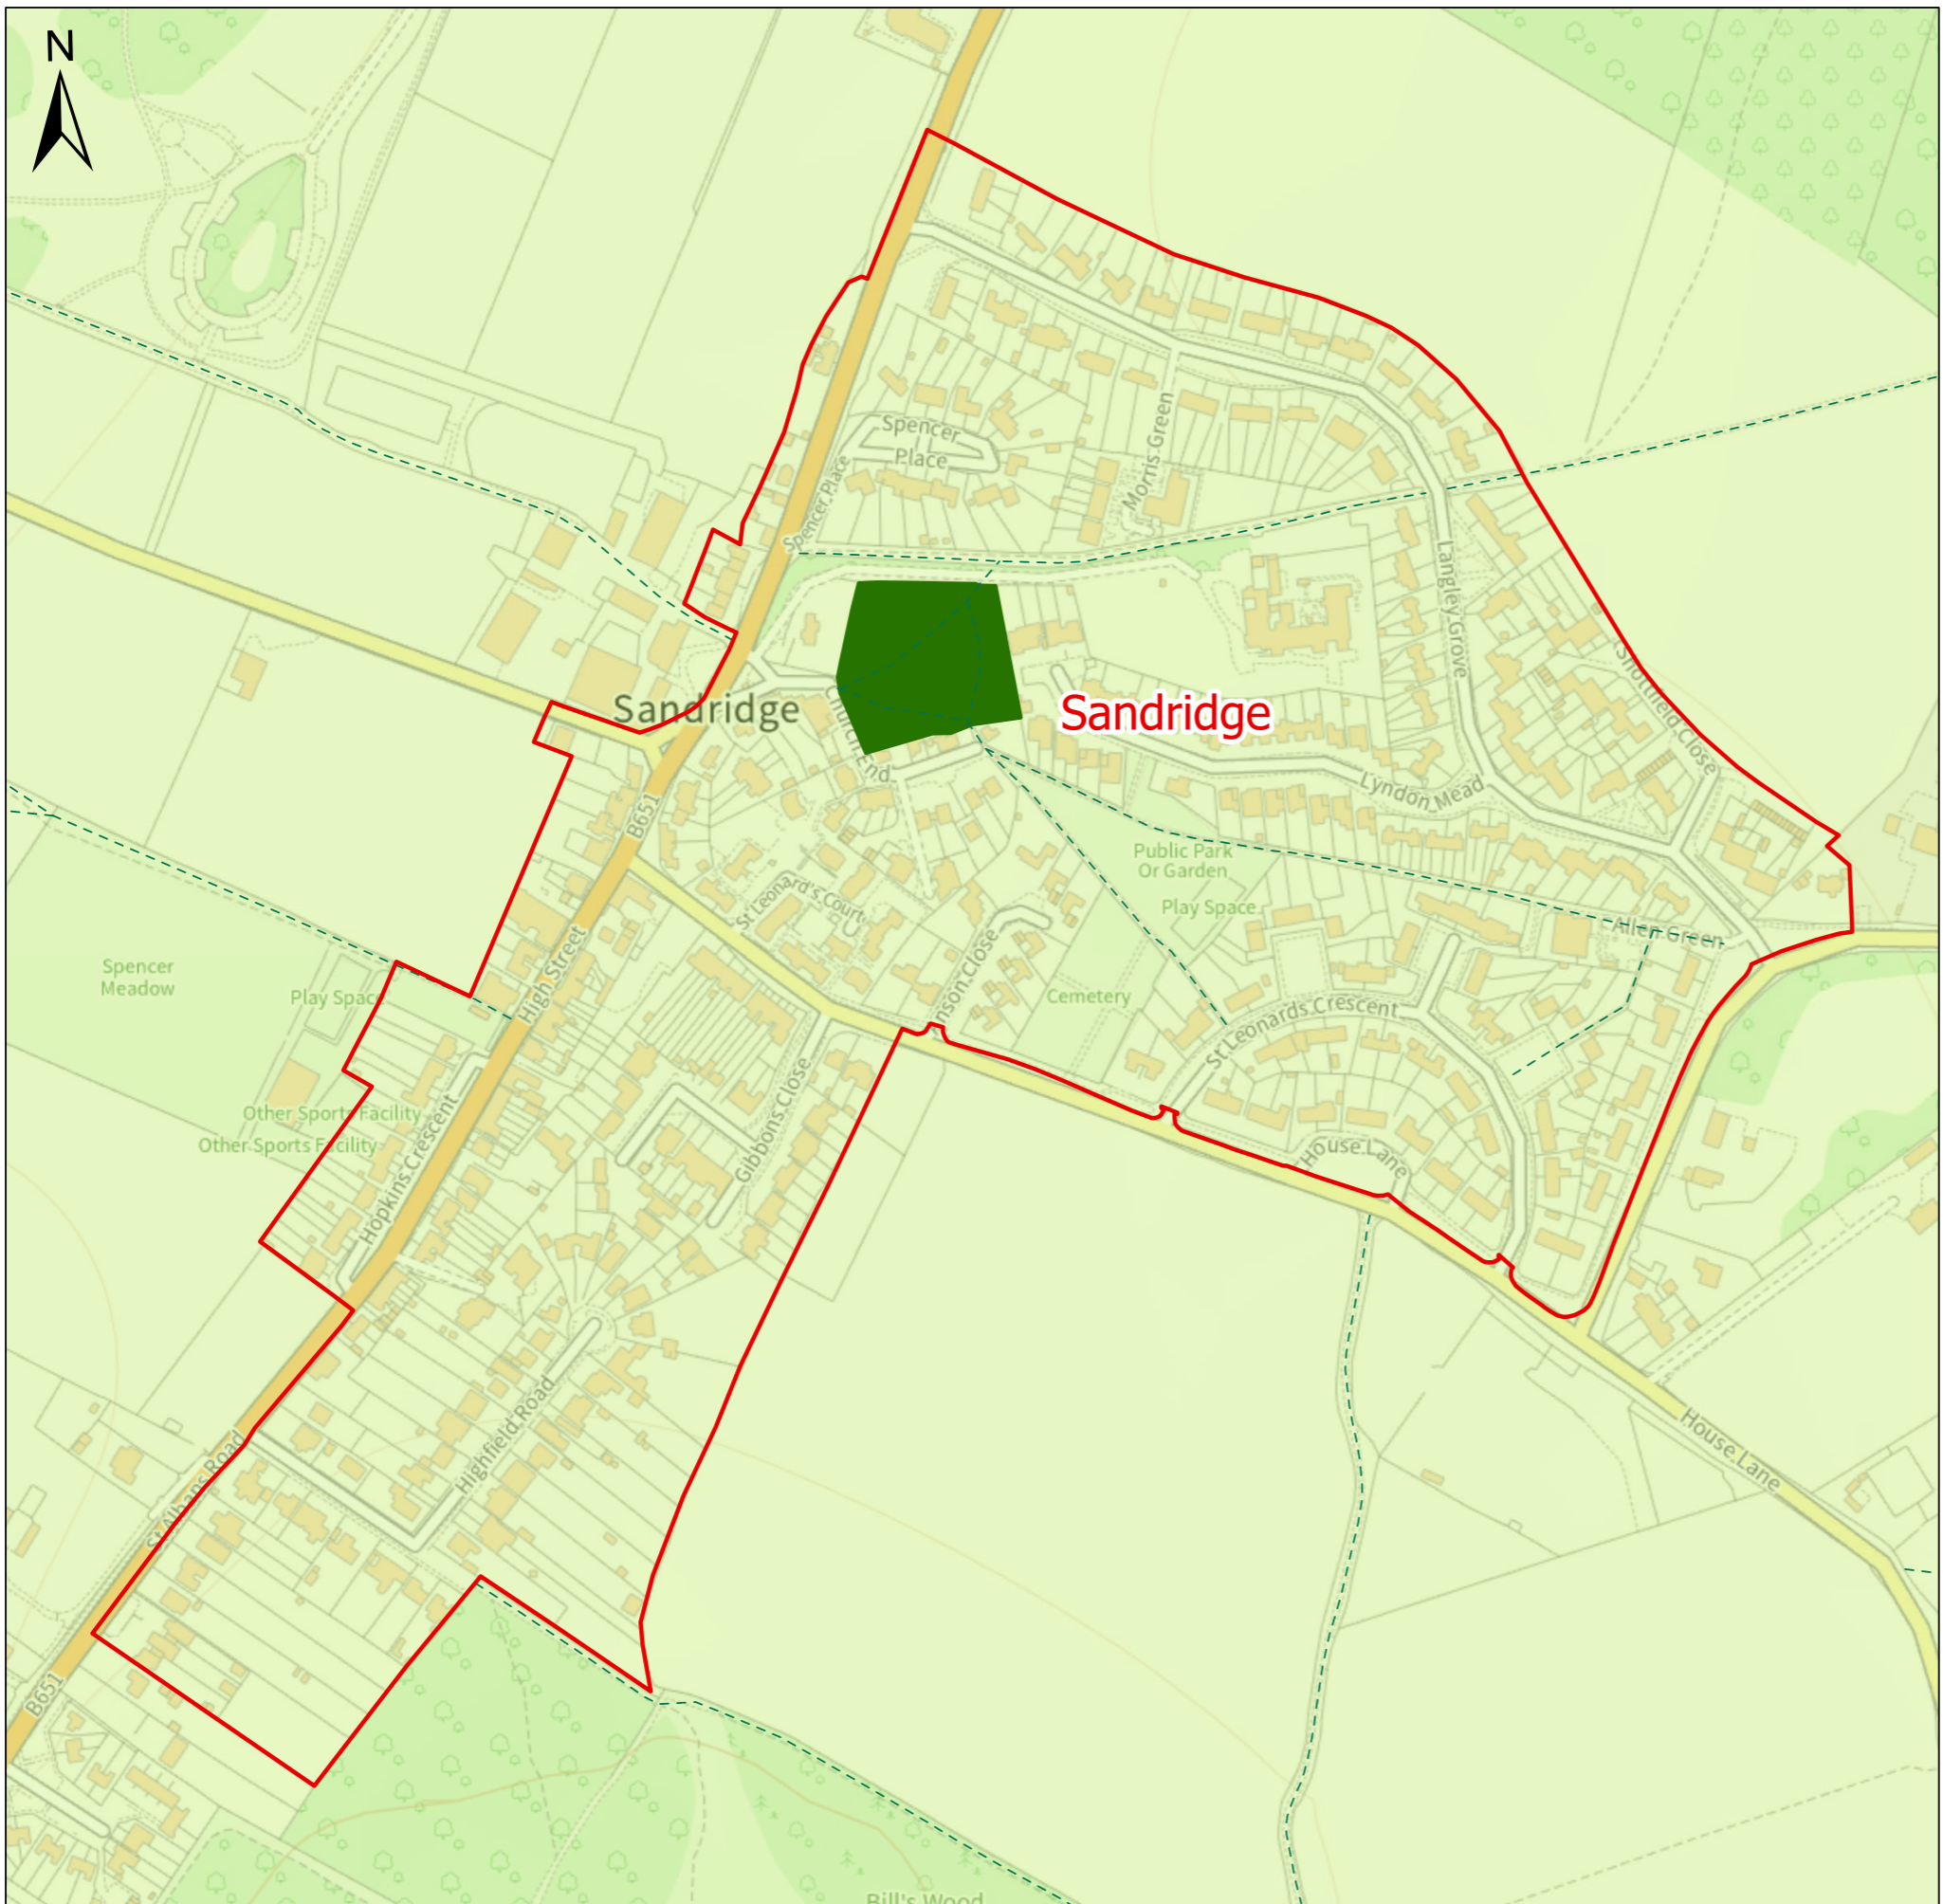 N
Spencer
Place
Spencer Place
Morris Green
Langley Grove
Shottfield Close
Sandridge
Sandridge
Church End
Lyndon Mead
B651
Public Park
Or Garden
Play Space
St Leonard's Court
Allen Green
Spencer
Meadow
Play Space
High Street
nson Close
Cemetery
St Leonards Crescent
Other Sports Facility
Other Sports Facility
Hopkins Crescent
Gibbons Close
House Lane
Highfield Road
St Albans Road
House Lane
B651
Bill's Wood